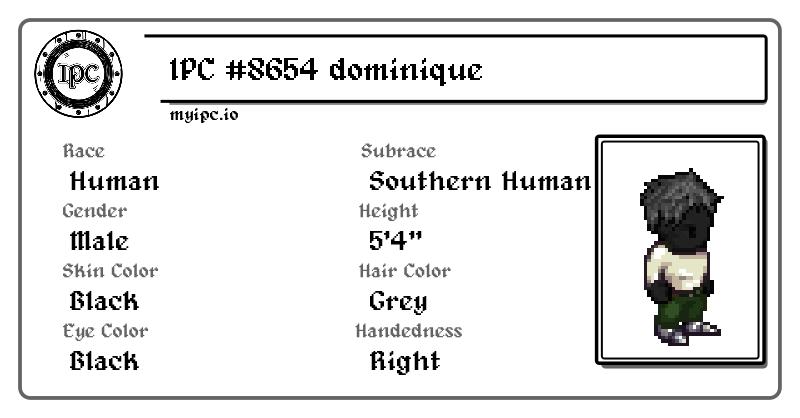 IPC
IPC #8654 dominique
myipc.io
Race
Human
Subrace
Southern Human
Gender
Male
Height
5'4"
Skin Color
Black
Hair Color
Grey
Eye Color
Black
Handedness
Right